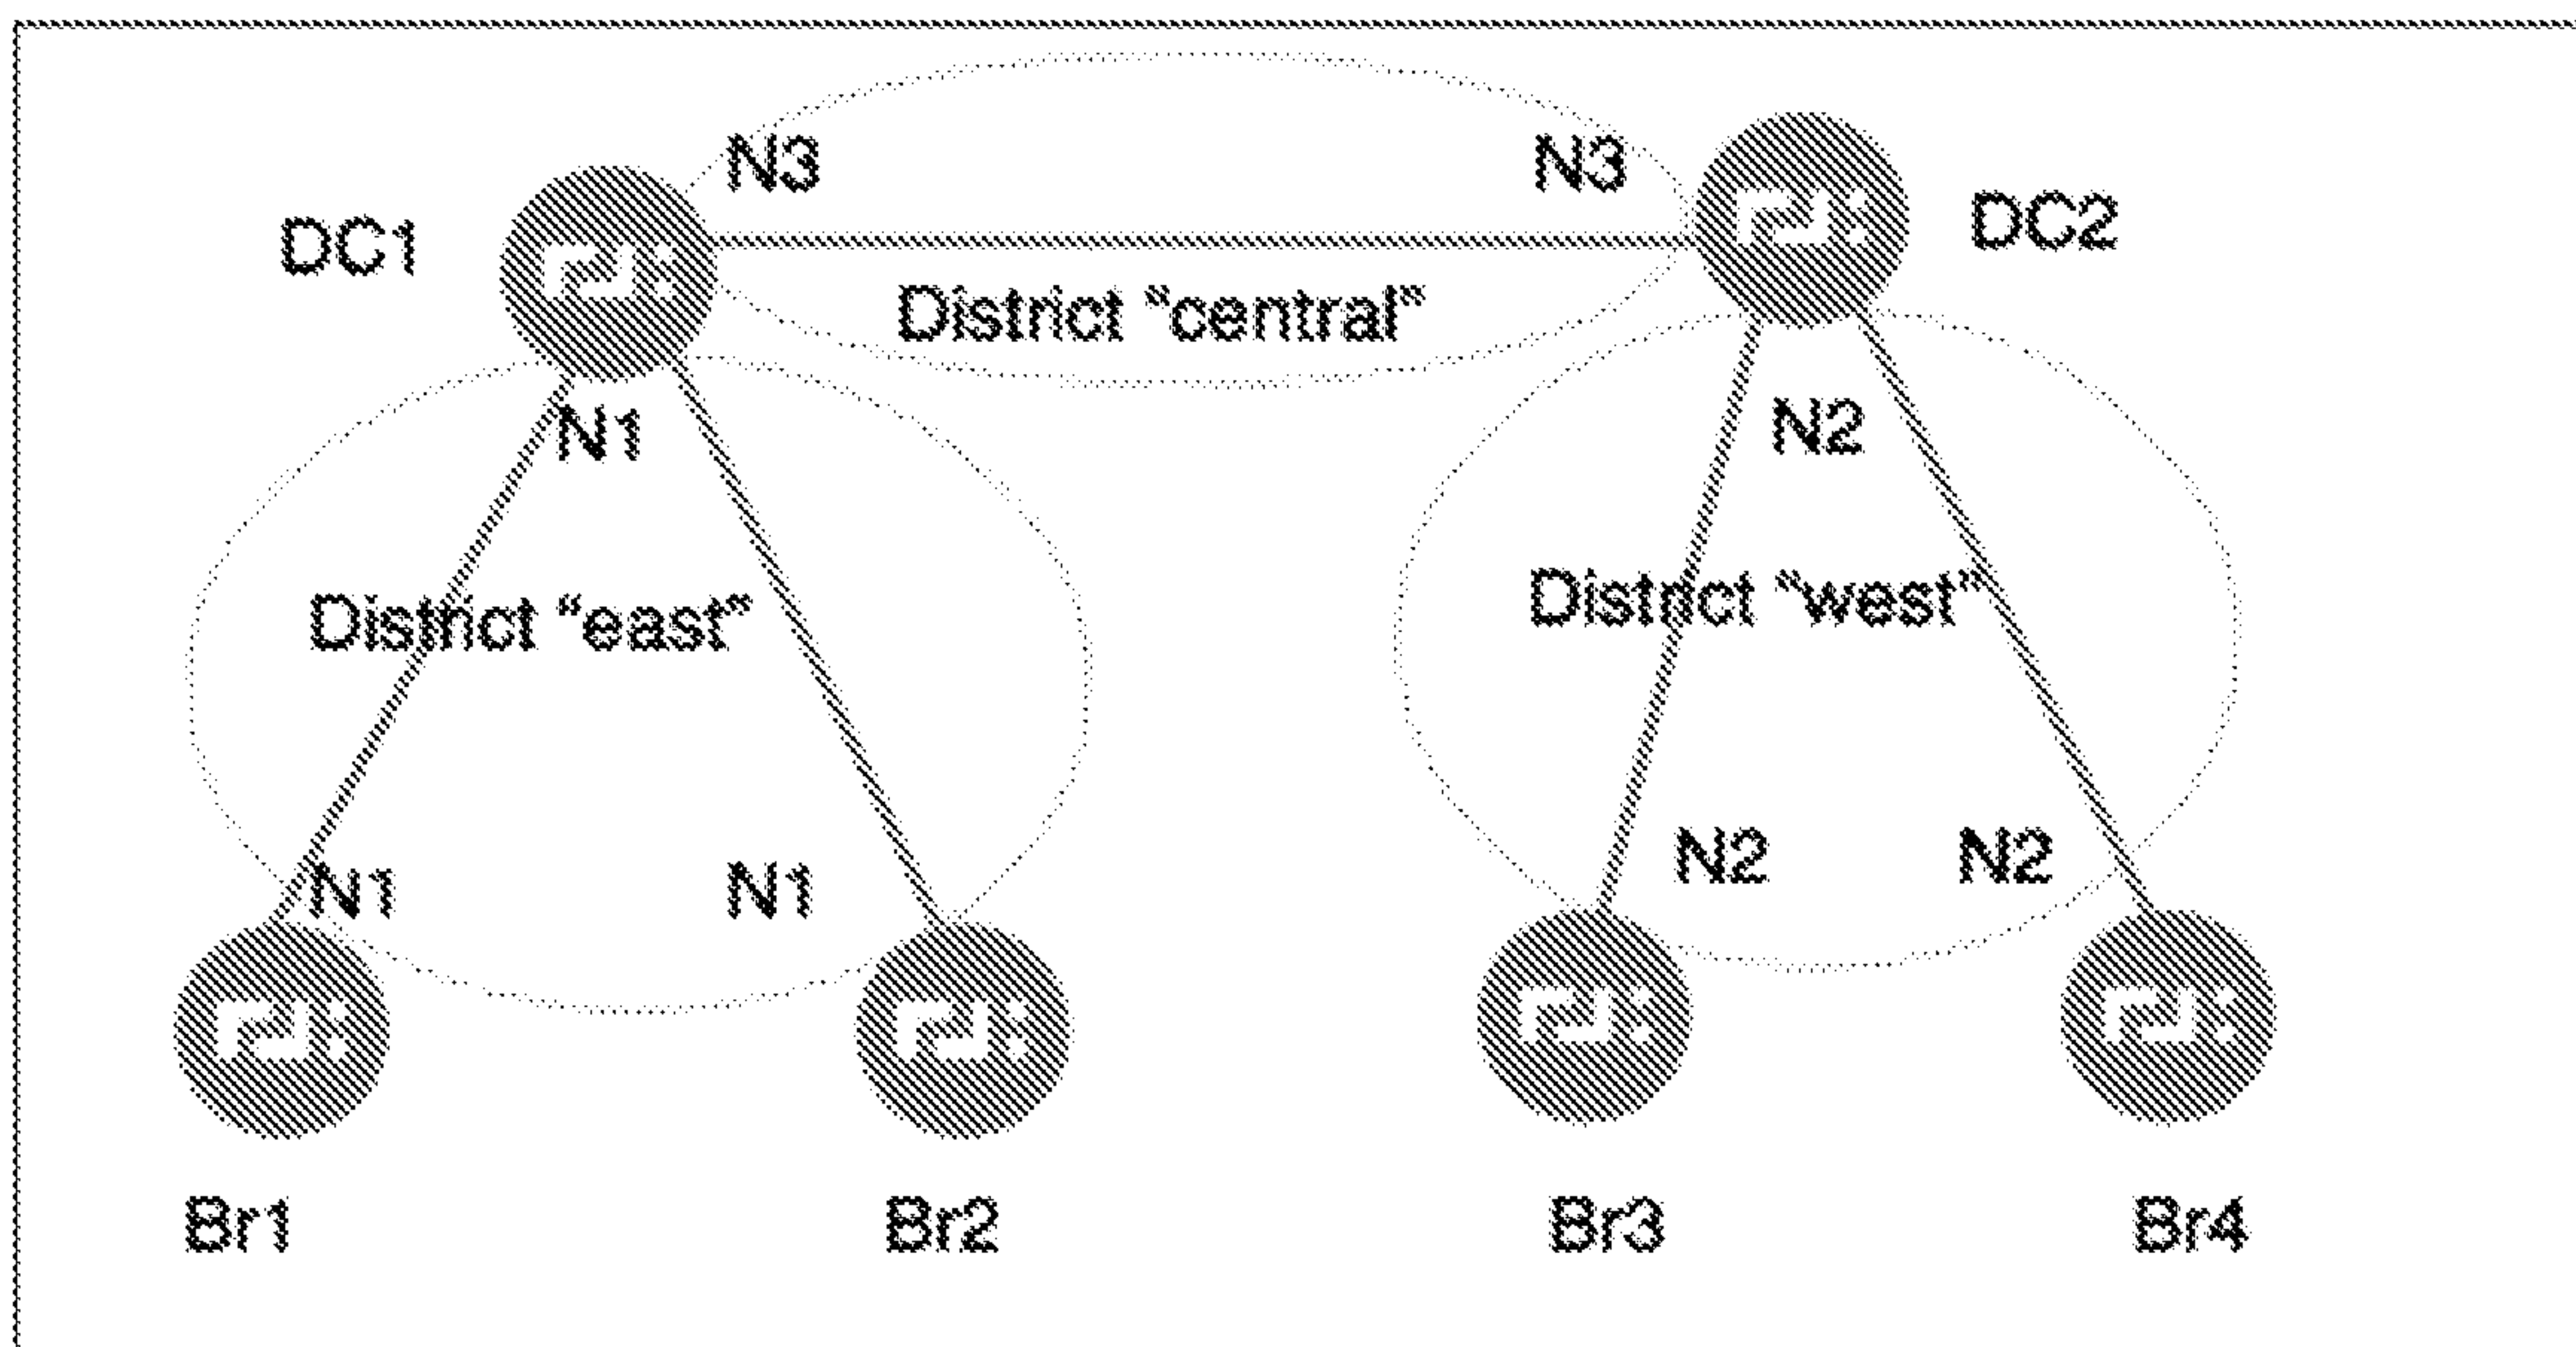 N3 N3
DC1 DC2
District “central”
N1 N2
District “east” District “west”
N1 N1 N2 N2
Br1 Br2 Br3 Br4